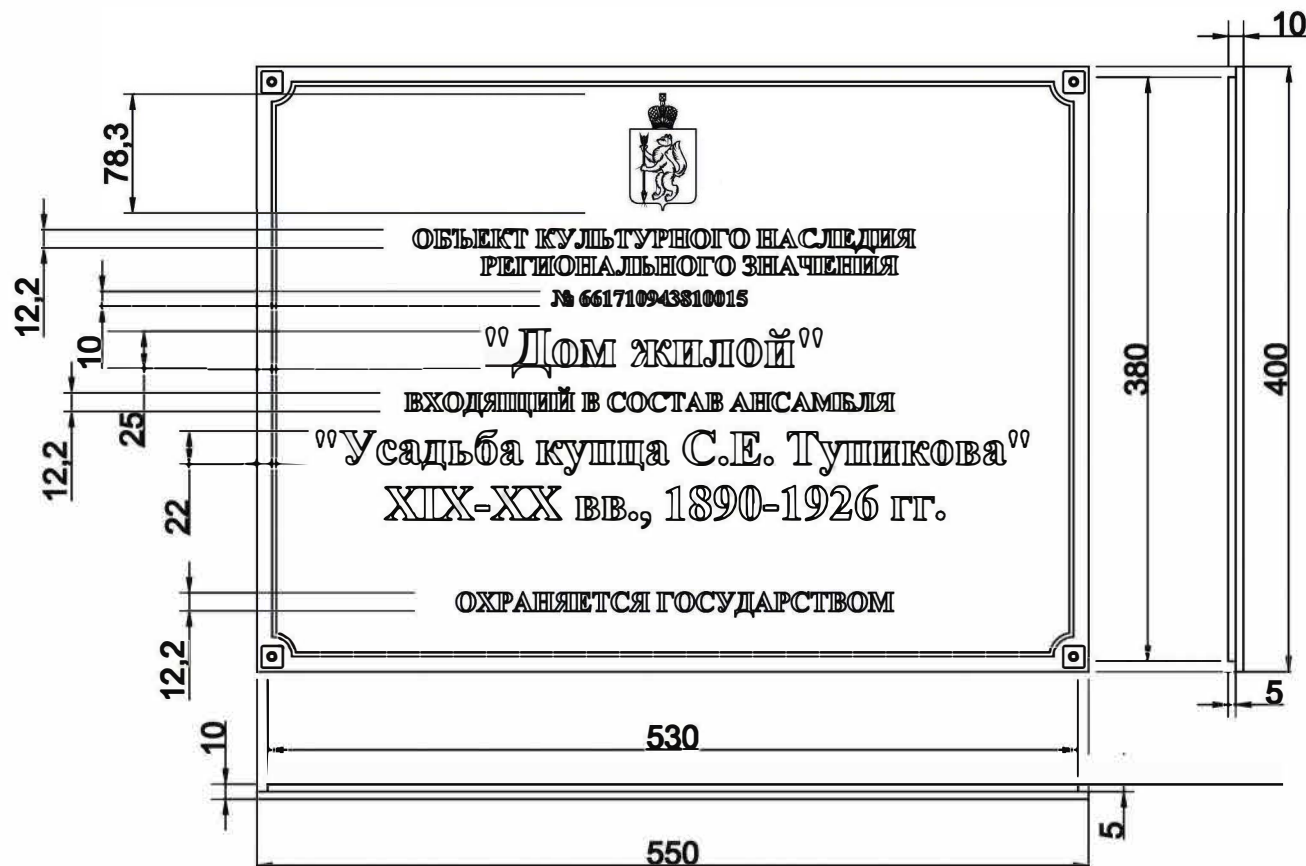 10
78,3
ОБЪЕКТ КУЛЬТУРНОГО НАСЛЕДИЯ
РЕГИОНАЛЬНОГО ЗНАЧЕНИЯ
12,2
№ 661710943810015
10
"Дом жилой"
380
400
25
ВХОДЯЩИЙ В СОСТАВ АНСАМБЛЯ
12,2
"Усадьба купца С.Е. Тупикова"
22
XIX-XX вв., 1890-1926 гг.
ОХРАНЯЕТСЯ ГОСУДАРСТВОМ
12,2
5
10
530
5
550